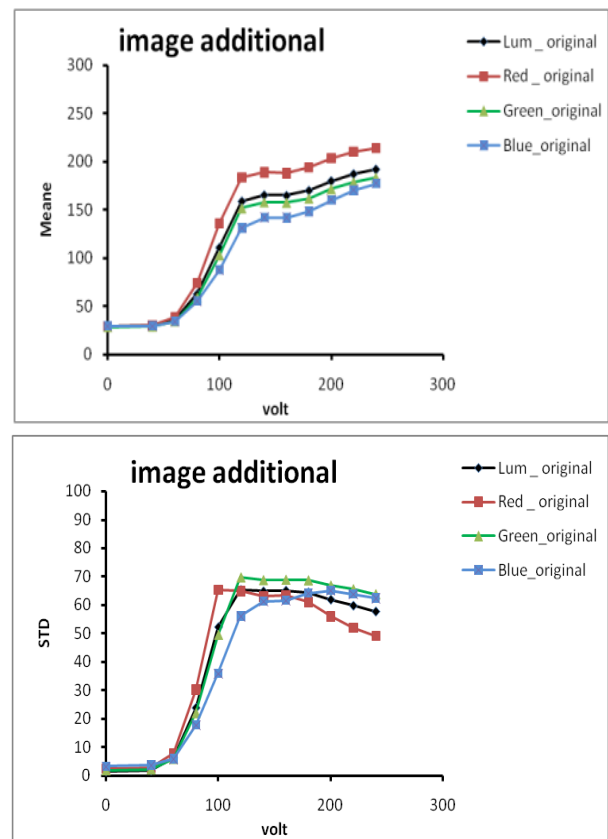 image additional
Lum _ original
Red _ original
Green_original
Blue_original
300
250
200
150
100
50
0
Meane
0 100 200 300
volt
image additional
Lum _ original
Red _ original
Green_original
Blue_original
100
90
80
70
60
50
40
30
20
10
0
STD
0 100 200 300
volt